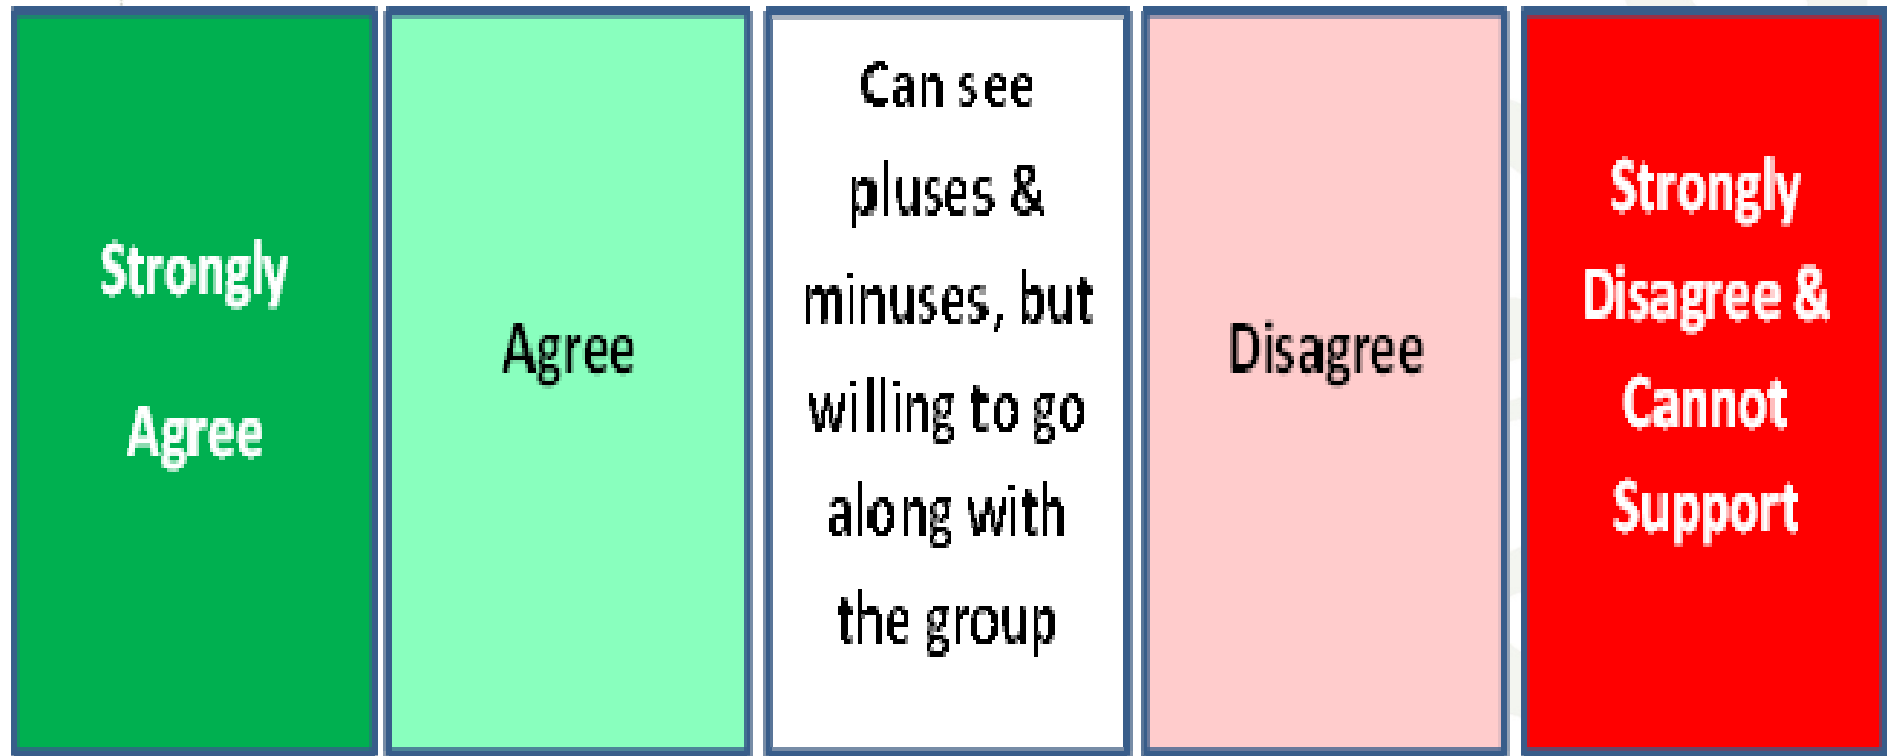 Strongly
Agree
Agree
Can see
pluses &
minuses, but
willing to go
along with
the group
Disagree
Strongly
Disagree &
Cannot
Support